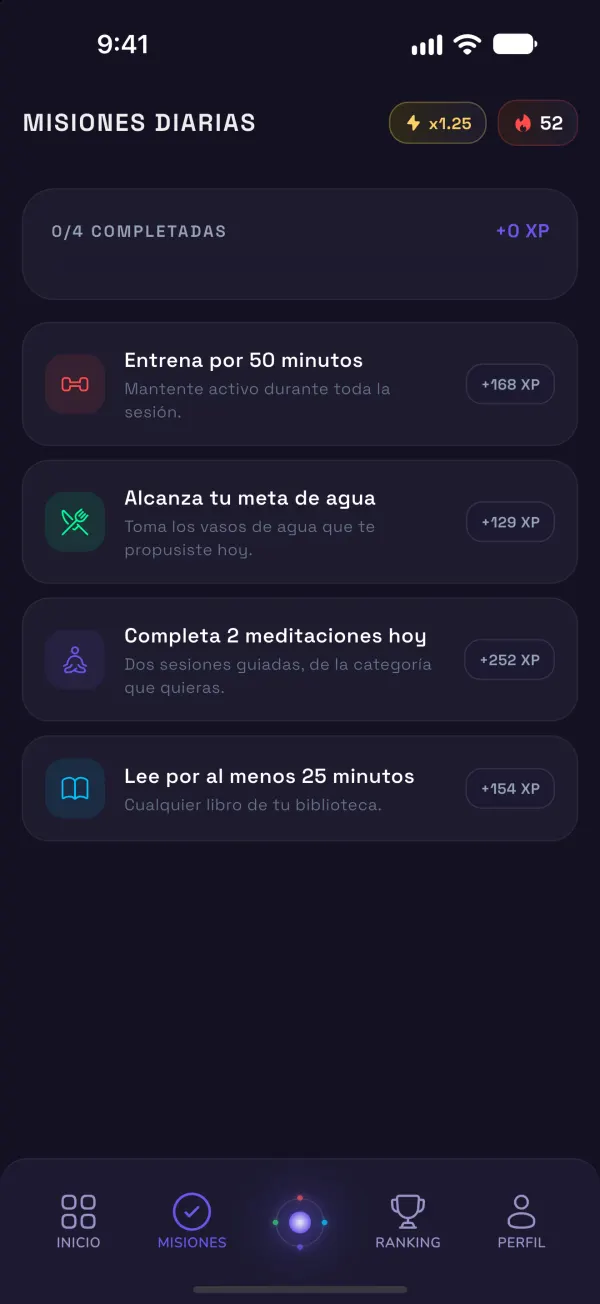 9:41
MISIONES DIARIAS
x1.25
52
0/4 COMPLETADAS
+0 XP
Entrena por 50 minutos
Mantente activo durante toda la
sesión.
+168 XP
Alcanza tu meta de agua
Toma los vasos de agua que te
propusiste hoy.
+129 XP
Completa 2 meditaciones hoy
Dos sesiones guiadas, de la categoría
que quieras.
+252 XP
Lee por al menos 25 minutos
Cualquier libro de tu biblioteca.
+154 XP
INICIO
MISIONES
RANKING
PERFIL